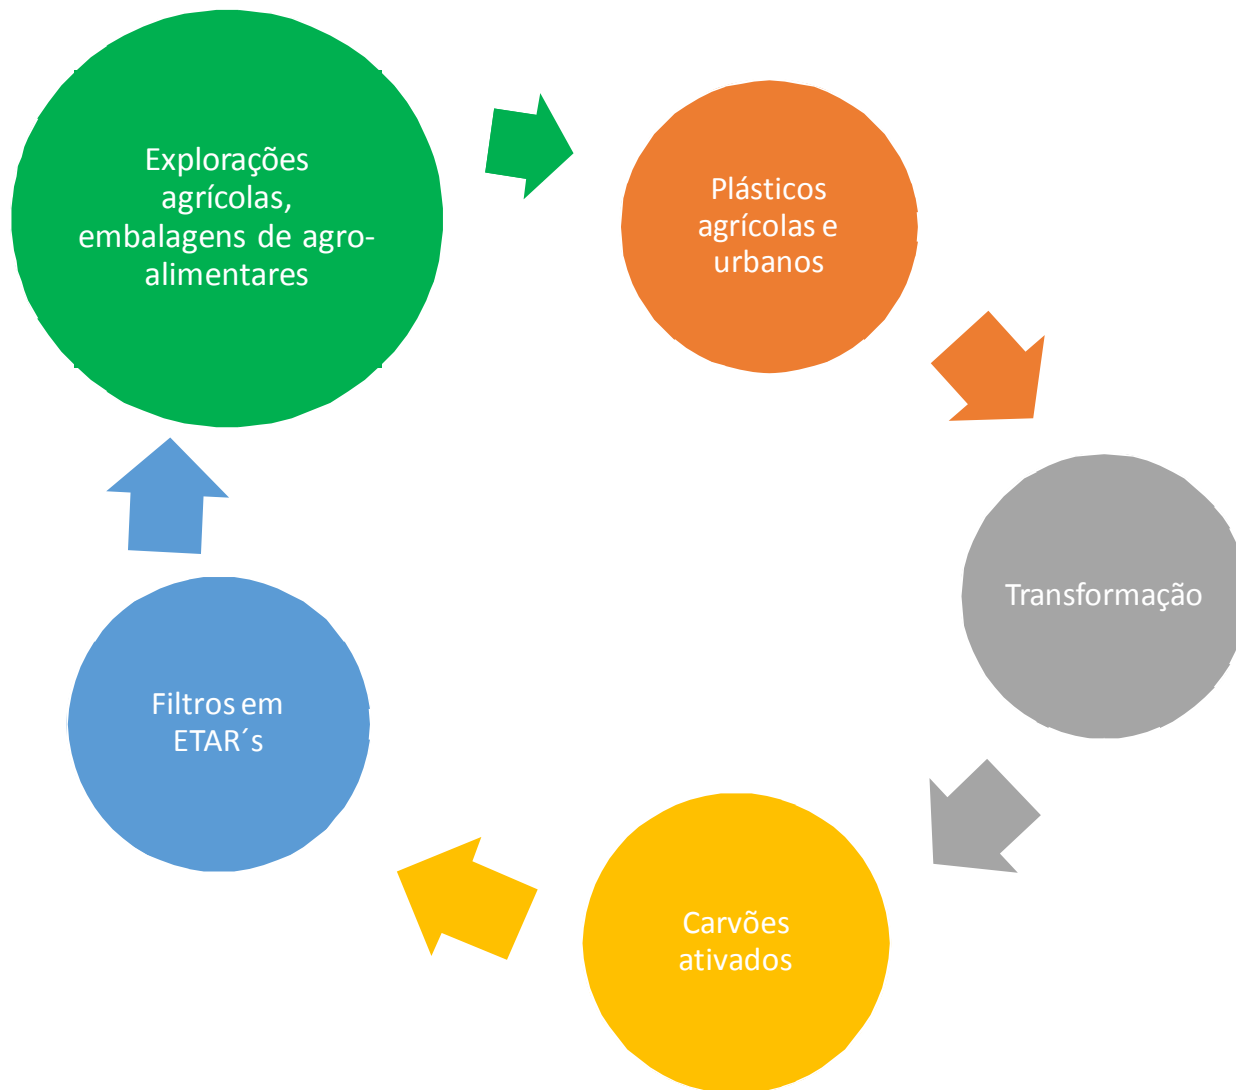 Explorações
agrícolas,
embalagens de agro-
alimentares
Plásticos
agrícolas e
urbanos
Transformação
Carvões
ativados
Filtros em
ETAR´s